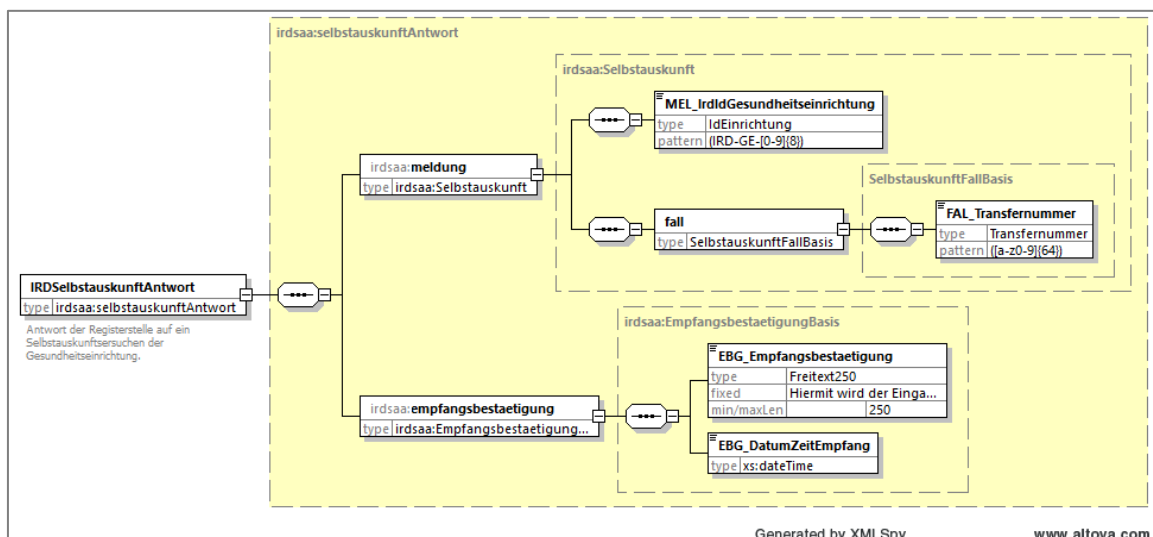 irdsaa:selbstauskunftAntwort
irdsaa:Selbstauskunft
MEL_IrdIdGesundheitseinrichtung
type IdEinrichtung
pattern (IRD-GE-[0-9]{8})
irdsaa:meldung
type irdsaa:Selbstauskunft
SelbstauskunftFallBasis
fall
type SelbstauskunftFallBasis
FAL_Transfernummer
type Transfernummer
pattern ([a-z0-9]{64})
IRDSelbstauskunftAntwort
type irdsaa:selbstauskunftAntwort
Antwort der Registerstelle auf ein
Selbstauskunftsersuchen der
Gesundheitseinrichtung.
irdsaa:EmpfangsbestaetigungBasis
EBG_Empfangsbestaetigung
type Freitext250
fixed Hiermit wird der Einga...
min/maxLen 250
irdsaa:empfangsbestaetigung
type irdsaa:Empfangsbestaetigung...
EBG_DatumZeitEmpfang
type xs:dateTime
Generated by XMLSpy www.altova.com